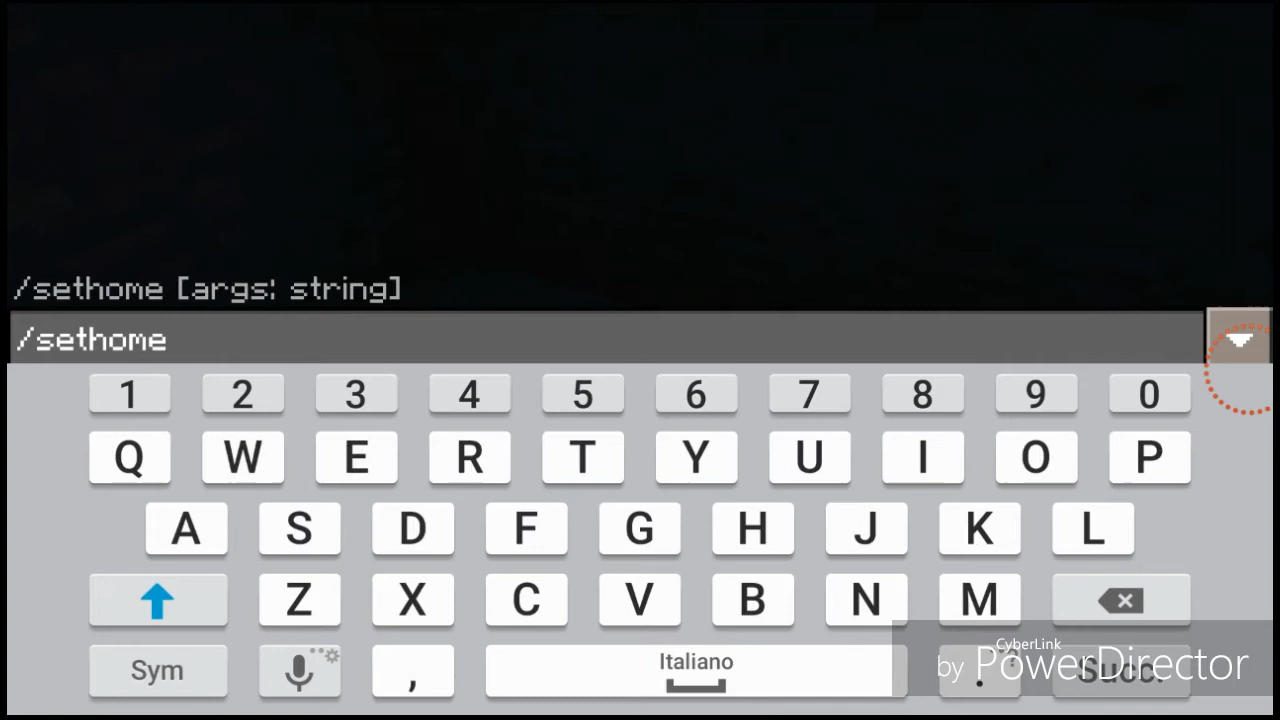 /sethome [args: string]
/sethome
1 2 3 4 5 6 7 8 9 0
Q W E R T Y U I O P
A S D F G H J K L
Z X C V B N M
Sym , Italiano . Succ.
CyberLink
by PowerDirector